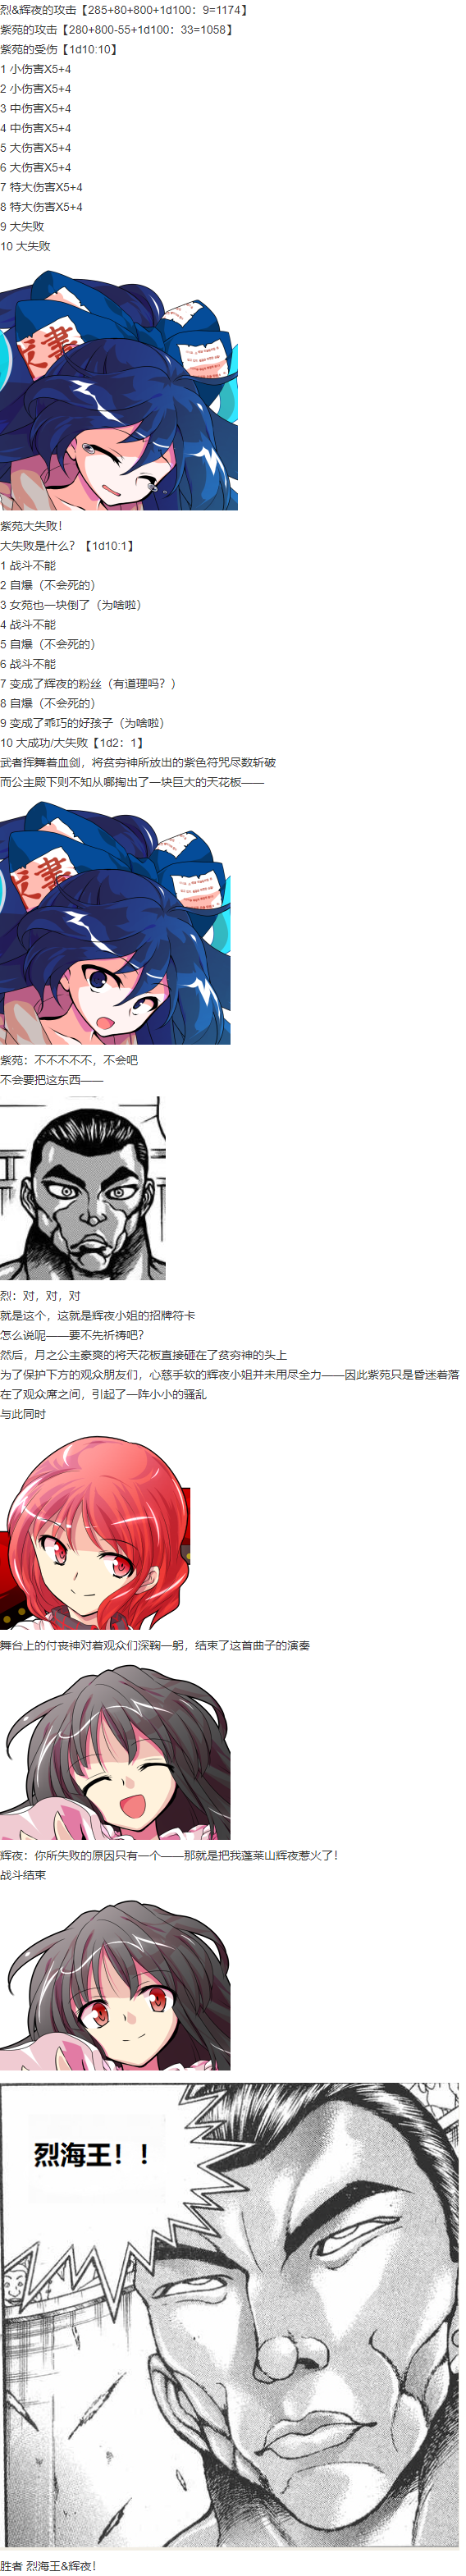 烈&辉夜的攻击【285+80+800+1d100：9=1174】
紫苑的攻击【280+800-55+1d100：33=1058】
紫苑的受伤【1d10:10】
1 小伤害X5+4
2 小伤害X5+4
3 中伤害X5+4
4 中伤害X5+4
5 大伤害X5+4
6 大伤害X5+4
7 特大伤害X5+4
8 特大伤害X5+4
9 大失败
10 大失败
紫苑大失败！
大失败是什么？【1d10:1】
1 战斗不能
2 自爆（不会死的）
3 女苑也一块倒了（为啥啦）
4 战斗不能
5 自爆（不会死的）
6 战斗不能
7 变成了辉夜的粉丝（有道理吗？）
8 自爆（不会死的）
9 变成了乖巧的好孩子（为啥啦）
10 大成功/大失败【1d2：1】
武者挥舞着血剑，将贫穷神所放出的紫色符咒尽数斩破
而公主殿下则不知从哪掏出了一块巨大的天花板——
紫苑：不不不不不，不会吧
不会要把这东西——
烈：对，对，对
就是这个，这就是辉夜小姐的招牌符卡
怎么说呢——要不先祈祷吧？
然后，月之公主豪爽的将天花板直接砸在了贫穷神的头上
为了保护下方的观众朋友们，心慈手软的辉夜小姐并未用尽全力——因此紫苑只是昏迷着落
在了观众席之间，引起了一阵小小的骚乱
与此同时
舞台上的付丧神对着观众们深鞠一躬，结束了这首曲子的演奏
辉夜：你所失败的原因只有一个——那就是把我蓬莱山辉夜惹火了！
战斗结束
烈海王！！
胜者 烈海王&辉夜！